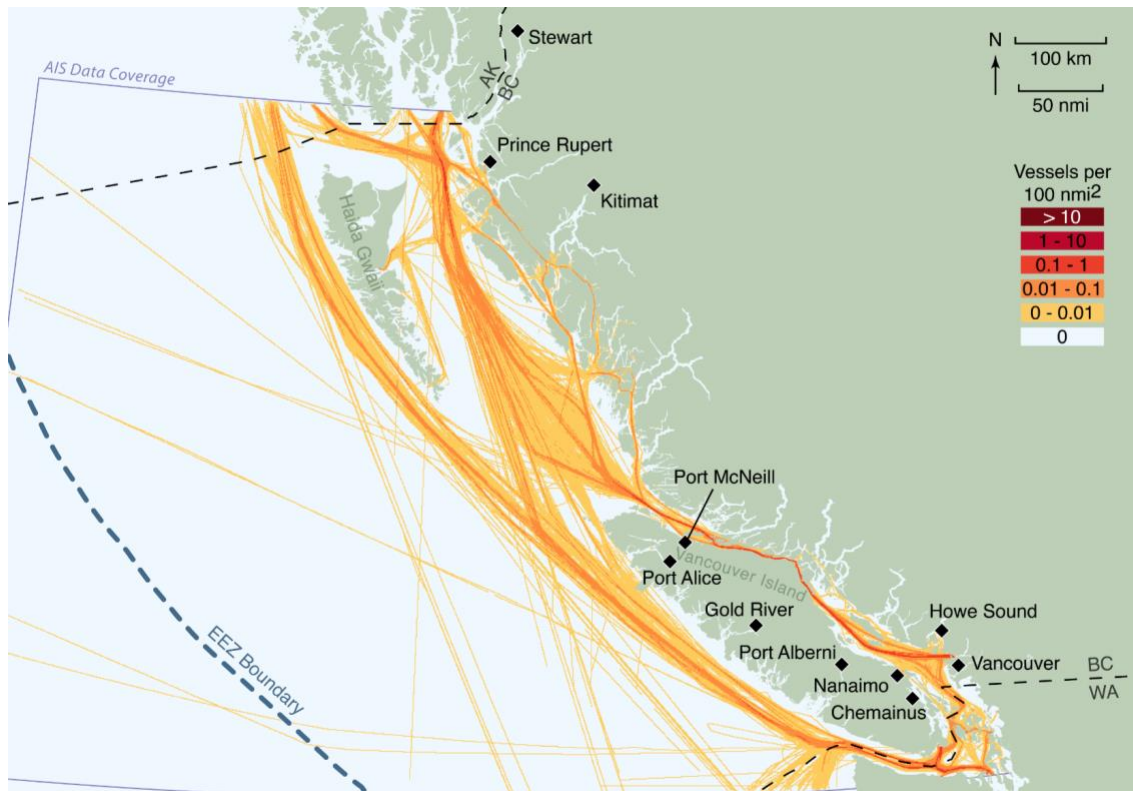 AIS Data Coverage
AK
BC
Stewart
N
100 km
50 nmi
Prince Rupert
Kitimat
Haida Gwaii
Vessels per
100 nmi2
> 10
1 - 10
0.1 - 1
0.01 - 0.1
0 - 0.01
0
Port McNeill
Vancouver Island
Port Alice
Gold River
Howe Sound
Port Alberni
Vancouver
BC
WA
Nanaimo
Chemainus
EEZ Boundary